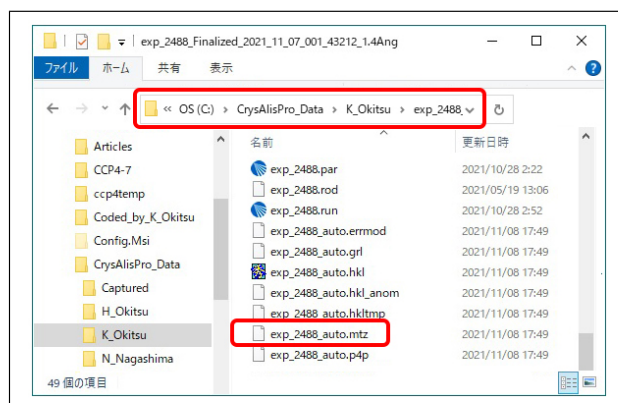 exp_2488_Finalized_2021_11_07_001_43212_1.4Ang
ファイル ホーム 共有 表示
« OS (C:) › CrysAlisPro_Data › K_Okitsu › exp_2488_
名前 更新日時
Articles
CCP4-7
ccp4temp
Coded_by_K_Okitsu
Config.Msi
CrysAlisPro_Data
Captured
H_Okitsu
K_Okitsu
N_Nagashima
exp_2488.par 2021/10/28 2:22
exp_2488.rod 2021/05/19 13:06
exp_2488.run 2021/10/28 2:52
exp_2488_auto.errmod 2021/11/08 17:49
exp_2488_auto.grl 2021/11/08 17:49
exp_2488_auto.hkl 2021/11/08 17:49
exp_2488_auto.hkl_anom 2021/11/08 17:49
exp_2488_auto.hkltmp 2021/11/08 17:49
exp_2488_auto.mtz 2021/11/08 17:49
exp_2488_auto.p4p 2021/11/08 17:49
49 個の項目